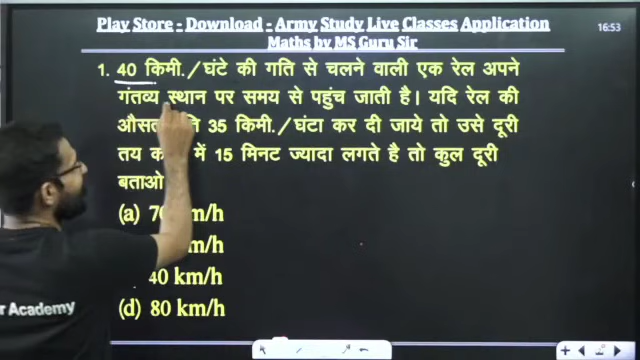 Play Store - Download - Army Study Live Classes Application
16:53
Maths by MS Guru Sir
1. 40 किमी./घंटे की गति से चलने वाली एक रेल अपने
गंतव्य स्थान पर समय से पहुंच जाती है। यदि रेल की
औसत 35 किमी./घंटा कर दी जाये तो उसे दूरी
तय में 15 मिनट ज्यादा लगते है तो कुल दूरी
बताओ
(a) km/h
m/h
40 km/h
(d) 80 km/h
r Academy